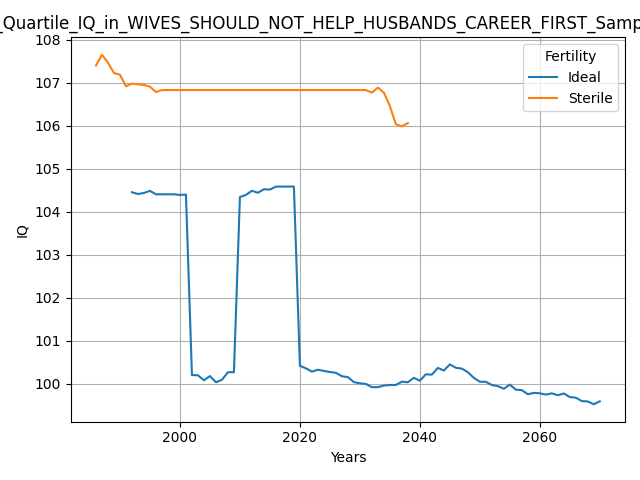 _Quartile_IQ_in_WIVES_SHOULD_NOT_HELP_HUSBANDS_CAREER_FIRST_Samp
108
107
106
105
104
103
102
101
100
IQ
Fertility
Ideal
Sterile
2000
2020
2040
2060
Years